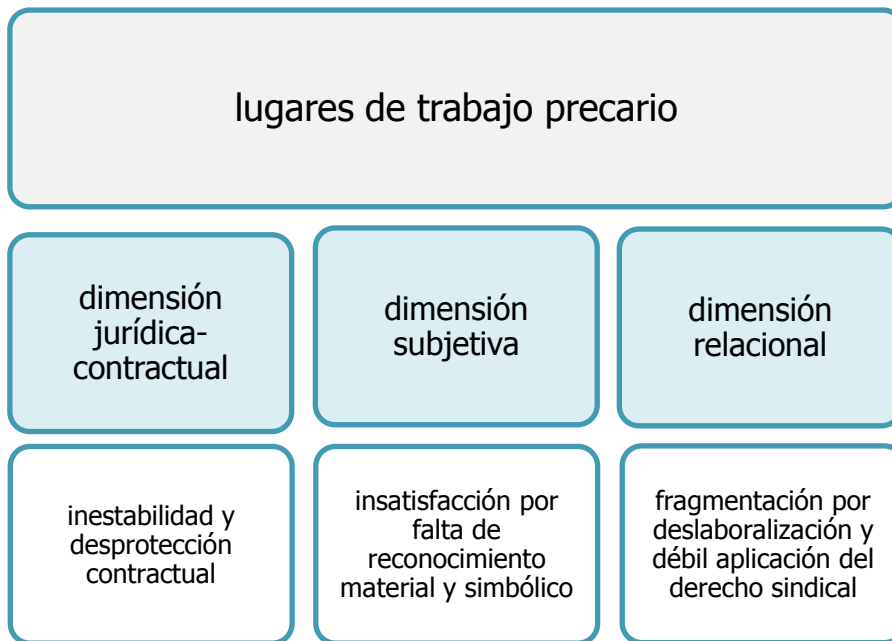 lugares de trabajo precario
dimensión
jurídica-
contractual
dimensión
subjetiva
dimensión
relacional
inestabilidad y
desprotección
contractual
insatisfacción por
falta de
reconocimiento
material y simbólico
fragmentación por
deslaboralización y
débil aplicación del
derecho sindical